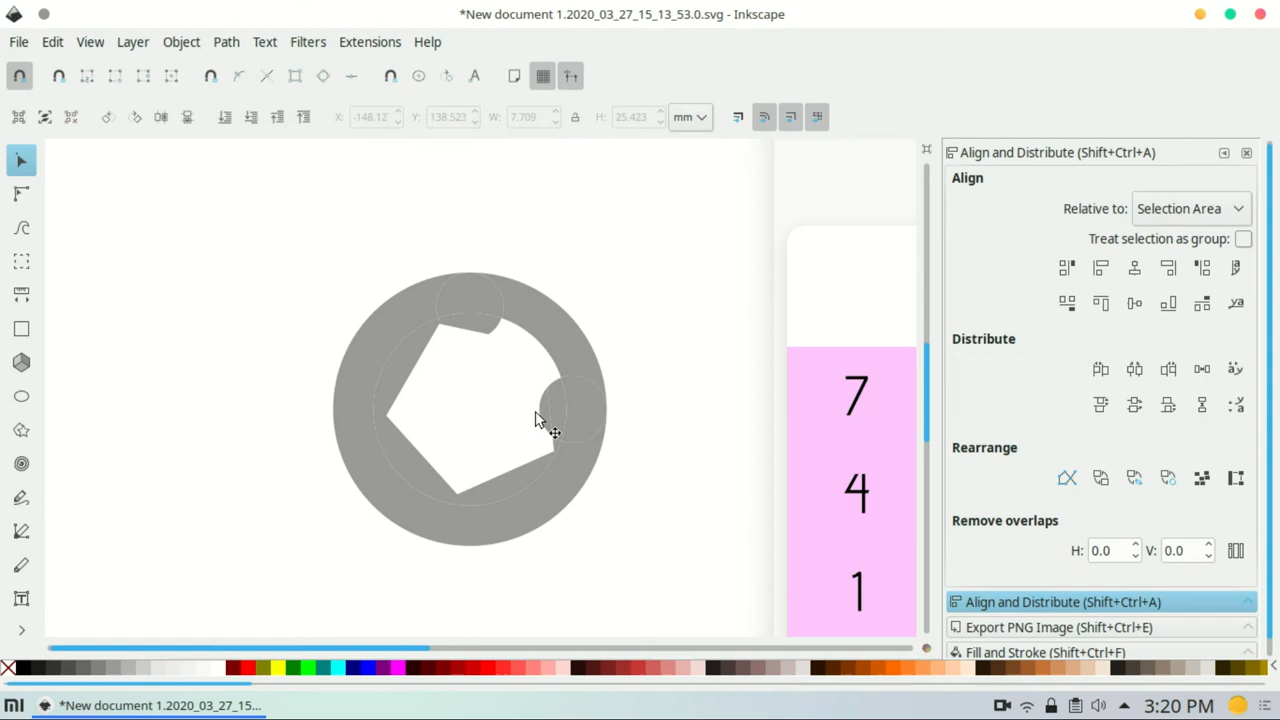 *New document 1.2020_03_27_15_13_53.0.svg - Inkscape
File Edit View Layer Object Path Text Filters Extensions Help
X: -148.12 Y: 138.523 W: 7.709 H: 25.423 mm
Align and Distribute (Shift+Ctrl+A)
Align
Relative to: Selection Area
Treat selection as group:
Distribute
Rearrange
Remove overlaps
H: 0.0 V: 0.0
Align and Distribute (Shift+Ctrl+A)
Export PNG Image (Shift+Ctrl+E)
Fill and Stroke (Shift+Ctrl+F)
7
4
1
*New document 1.2020_03_27_15...
3:20 PM